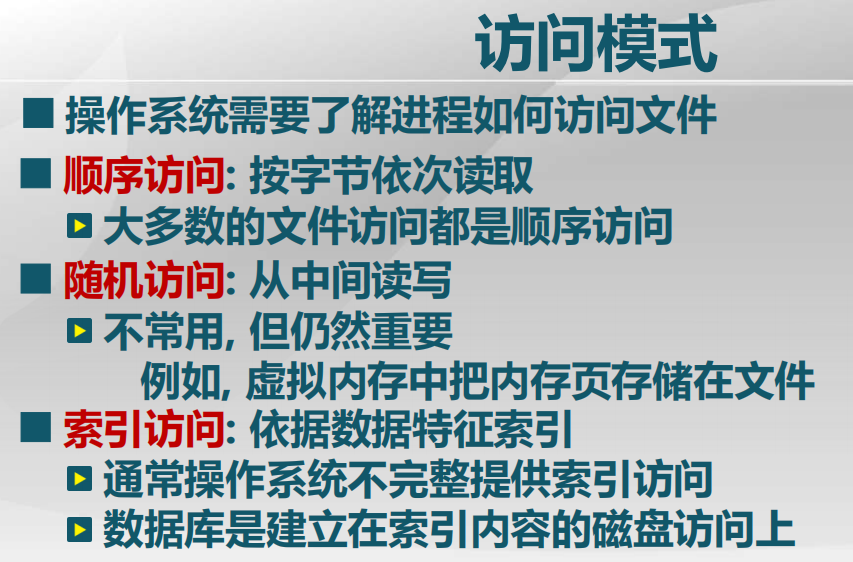 访问模式
操作系统需要了解进程如何访问文件
顺序访问: 按字节依次读取
大多数的文件访问都是顺序访问
随机访问: 从中间读写
不常用, 但仍然重要
例如, 虚拟内存中把内存页存储在文件
索引访问: 依据数据特征索引
通常操作系统不完整提供索引访问
数据库是建立在索引内容的磁盘访问上